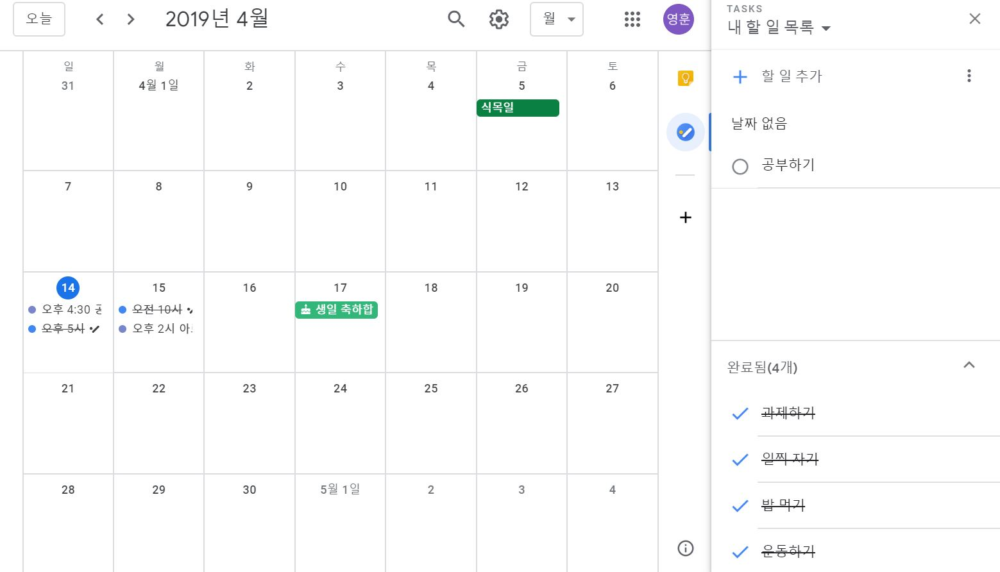 오늘
2019년 4월
월
영훈
일 월 화 수 목 금 토
31 4월 1일 2 3 4 5 6
식목일
7 8 9 10 11 12 13
14 15 16 17 18 19 20
오후 4:30 오전 10시 생일 축하합
오후 5시 오후 2시
21 22 23 24 25 26 27
28 29 30 5월 1일 2 3 4
TASKS
내 할 일 목록
할 일 추가
날짜 없음
공부하기
완료됨(4개)
과제하기
일찍 자기
밥 먹기
운동하기